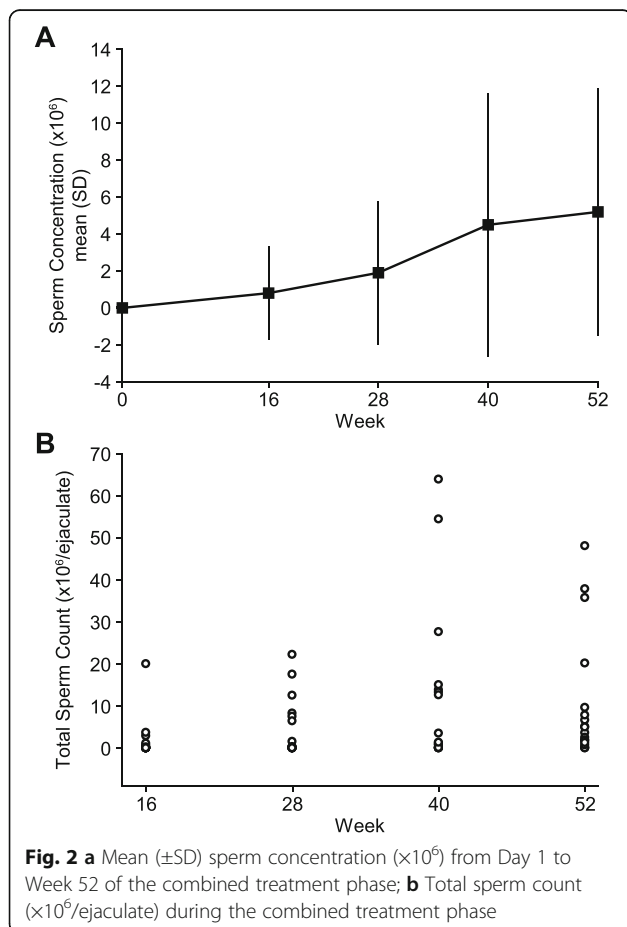 A
14
12
10
8
6
4
2
0
-2
-4
Sperm Concentration (x10⁶)
mean (SD)
0 16 28 40 52
Week
B
70
60
50
40
30
20
10
0
Total Sperm Count (x10⁶/ejaculate)
16 28 40 52
Week
Fig. 2 a Mean (±SD) sperm concentration (×10⁶) from Day 1 to
Week 52 of the combined treatment phase; b Total sperm count
(×10⁶/ejaculate) during the combined treatment phase